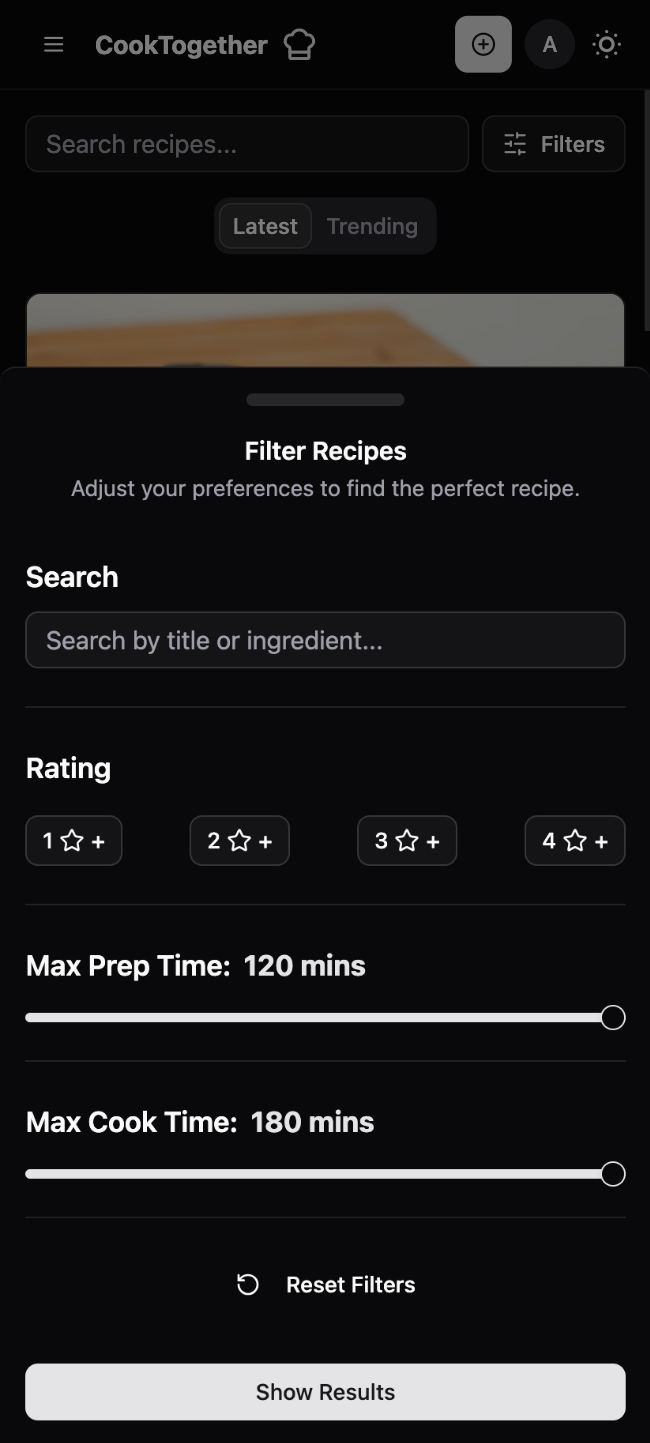 CookTogether
A
Search recipes...
Filters
Latest
Trending
Filter Recipes
Adjust your preferences to find the perfect recipe.
Search
Search by title or ingredient...
Rating
1 ☆ +
2 ☆ +
3 ☆ +
4 ☆ +
Max Prep Time: 120 mins
Max Cook Time: 180 mins
Reset Filters
Show Results